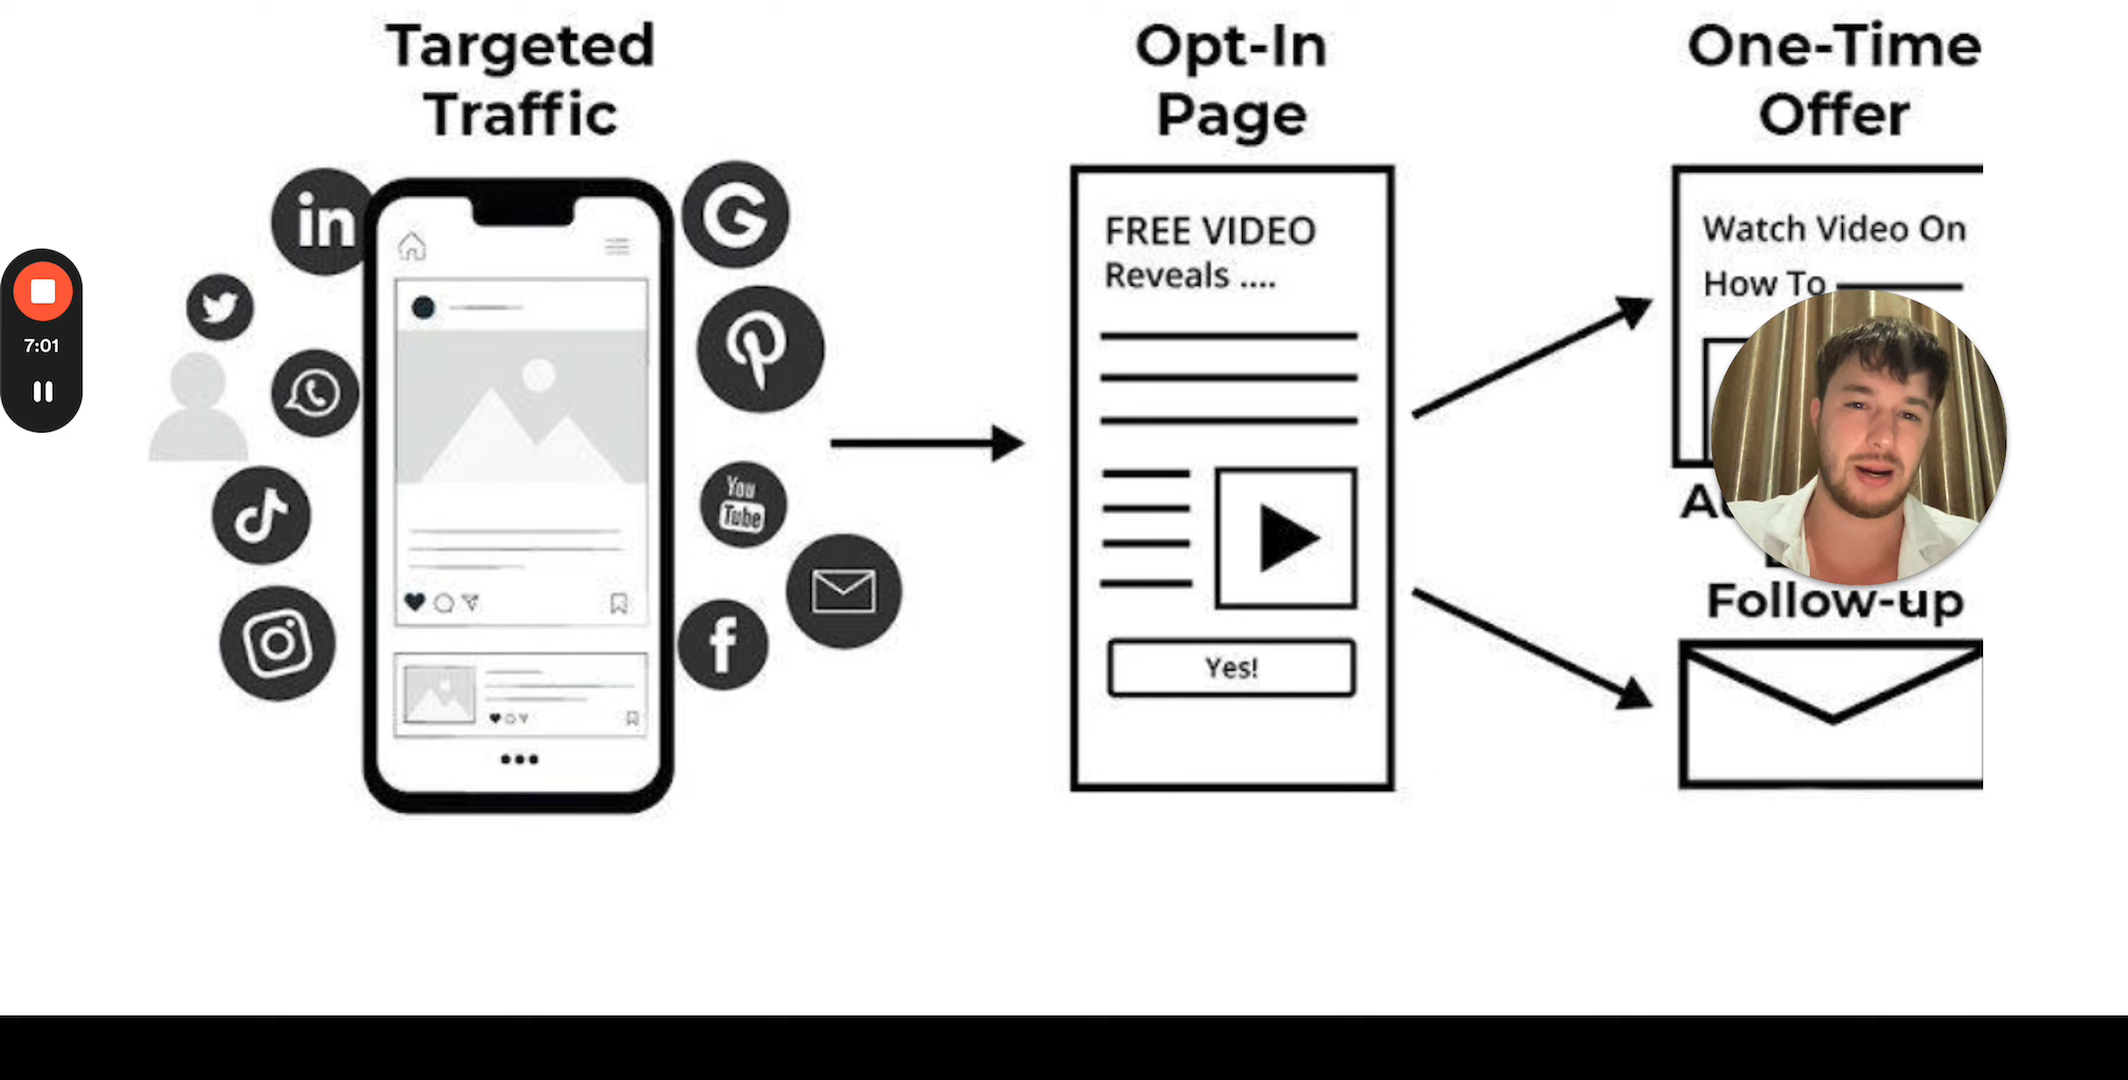 Targeted
Traffic
Opt-In
Page
One-Time
Offer
in
G
You
Tube
f
7:01
FREE VIDEO
Reveals ....
Yes!
Watch Video On
How To
Follow-up